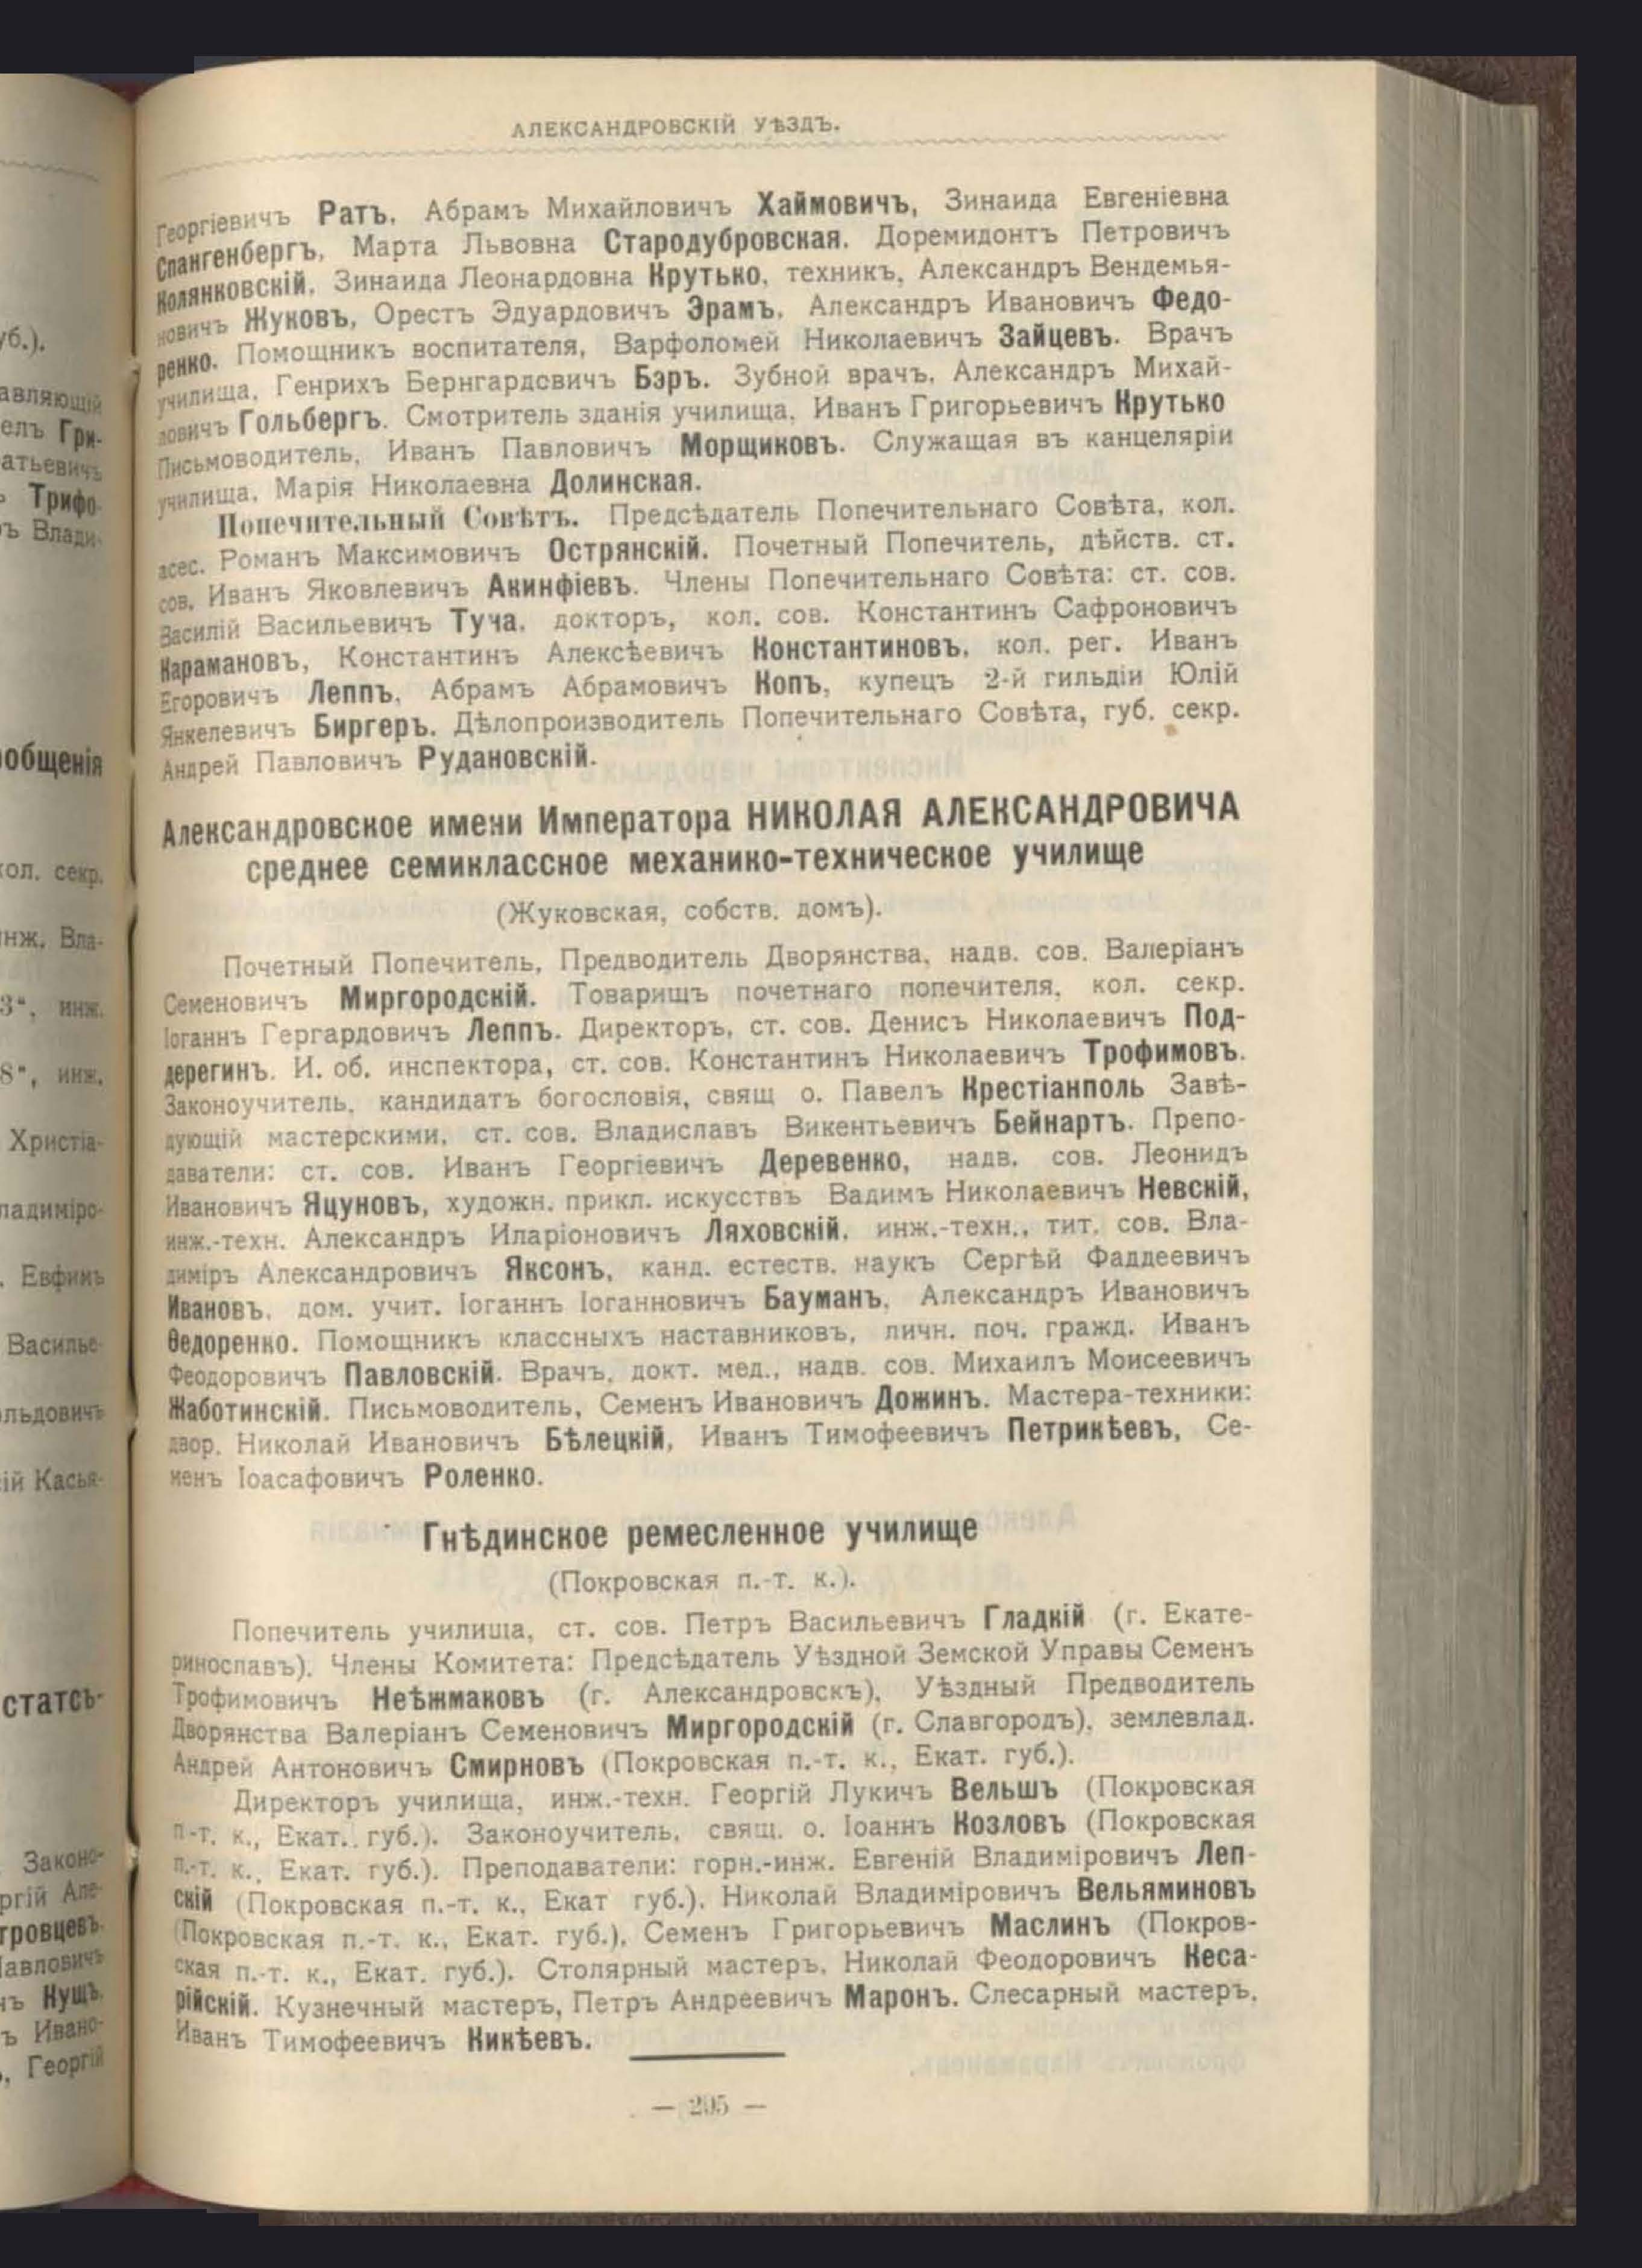 АЛЕКСАНДРОВСКІЙ УѢЗДЪ.
Георгіевичъ Ратъ, Абрамъ Михайловичъ Хаймовичъ, Зинаида Евгеніевна
Спангенбергъ, Марта Львовна Стародубровская, Доремидонтъ Петровичъ
Колянковскій, Зинаида Леонардовна Крутько, техникъ, Александръ Вендемья-
новичъ Жуковъ, Орестъ Эдуардовичъ Эрамъ, Александръ Ивановичъ Федо-
ренко. Помощникъ воспитателя, Варфоломей Николаевичъ Зайцевъ. Врачъ
училища, Генрихъ Бернгардовичъ Бэръ. Зубной врачъ, Александръ Михай-
ловичъ Гольбергъ. Смотритель зданія училища, Иванъ Григорьевичъ Крутько
Письмоводитель, Иванъ Павловичъ Морщиковъ. Служащая въ канцеляріи
училища, Марія Николаевна Долинская.
Попечительный Совѣтъ. Предсѣдатель Попечительнаго Совѣта, кол.
асес. Романъ Максимовичъ Острянскій. Почетный Попечитель, дѣйств. ст.
сов. Иванъ Яковлевичъ Акинфіевъ. Члены Попечительнаго Совѣта: ст. сов.
Василій Васильевичъ Туча, докторъ, кол. сов. Константинъ Сафроновичъ
Карамановъ, Константинъ Алексѣевичъ Константиновъ, кол. рег. Иванъ
Егоровичъ Леппъ, Абрамъ Абрамовичъ Копъ, купецъ 2-й гильдіи Юлій
Янкелевичъ Биргеръ. Дѣлопроизводитель Попечительнаго Совѣта, губ. секр.
Андрей Павловичъ Рудановскій.
Александровское имени Императора НИКОЛАЯ АЛЕКСАНДРОВИЧА
среднее семиклассное механико-техническое училище
(Жуковская, собств. домъ).
Почетный Попечитель, Предводитель Дворянства, надв. сов. Валеріанъ
Семеновичъ Миргородскій. Товарищъ почетнаго попечителя, кол. секр.
Іоганнъ Гергардовичъ Леппъ. Директоръ, ст. сов. Денисъ Николаевичъ Под-
дерегинъ. И. об. инспектора, ст. сов. Константинъ Николаевичъ Трофимовъ.
Законоучитель, кандидатъ богословія, свящ о. Павелъ Крестіанполь Завѣ-
дующій мастерскими, ст. сов. Владиславъ Викентьевичъ Бейнартъ. Препо-
даватели: ст. сов. Иванъ Георгіевичъ Деревенко, надв. сов. Леонидъ
Ивановичъ Яцуновъ, художн. прикл. искусствъ Вадимъ Николаевичъ Невскій,
инж.-техн. Александръ Иларіоновичъ Ляховскій, инж.-техн., тит. сов. Вла-
диміръ Александровичъ Яксонъ, канд. естеств. наукъ Сергѣй Фаддеевичъ
Ивановъ, дом. учит. Іоганнъ Іоганновичъ Бауманъ, Александръ Ивановичъ
Ѳедоренко. Помощникъ классныхъ наставниковъ, личн. поч. гражд. Иванъ
Феодоровичъ Павловскій. Врачъ, докт. мед., надв. сов. Михаилъ Моисеевичъ
Жаботинскій. Письмоводитель, Семенъ Ивановичъ Дожинъ. Мастера-техники:
двор. Николай Ивановичъ Бѣлецкій, Иванъ Тимофеевичъ Петрикѣевъ, Се-
менъ Іоасафовичъ Роленко.
Гнѣдинское ремесленное училище
(Покровская п.-т. к.).
Попечитель училища, ст. сов. Петръ Васильевичъ Гладкій (г. Екате-
ринославъ). Члены Комитета: Предсѣдатель Уѣздной Земской Управы Семенъ
Трофимовичъ Неѣжмаковъ (г. Александровскъ), Уѣздный Предводитель
Дворянства Валеріанъ Семеновичъ Миргородскій (г. Славгородъ), землевлад.
Андрей Антоновичъ Смирновъ (Покровская п.-т. к., Екат. губ.).
Директоръ училища, инж.-техн. Георгій Лукичъ Вельшъ (Покровская
п-т. к., Екат. губ.). Законоучитель, свящ. о. Іоаннъ Козловъ (Покровская
п.-т. к., Екат. губ.). Преподаватели: горн.-инж. Евгеній Владиміровичъ Леп-
скій (Покровская п.-т. к., Екат губ.), Николай Владиміровичъ Вельяминовъ
(Покровская п.-т. к., Екат. губ.), Семенъ Григорьевичъ Маслинъ (Покров-
ская п.-т. к., Екат. губ.). Столярный мастеръ, Николай Феодоровичъ Кеса-
рійскій. Кузнечный мастеръ, Петръ Андреевичъ Маронъ. Слесарный мастеръ,
Иванъ Тимофеевичъ Кикѣевъ.
— 205 —